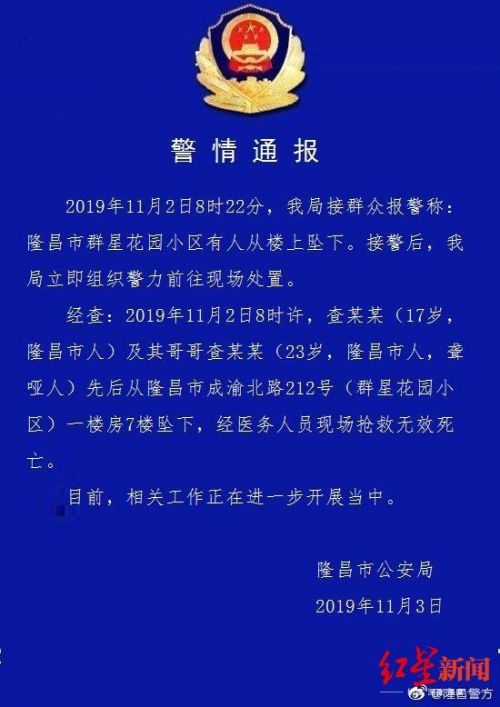 警情通报
2019年11月2日8时22分，我局接群众报警称：
隆昌市群星花园小区有人从楼上坠下。接警后，我
局立即组织警力前往现场处置。
经查：2019年11月2日8时许，查某某（17岁，
隆昌市人）及其哥哥查某某（23岁，隆昌市人，聋
哑人）先后从隆昌市成渝北路212号（群星花园小
区）一楼房7楼坠下，经医务人员现场抢救无效死
亡。
目前，相关工作正在进一步开展当中。
隆昌市公安局
2019年11月3日
红星新闻
@隆昌警方